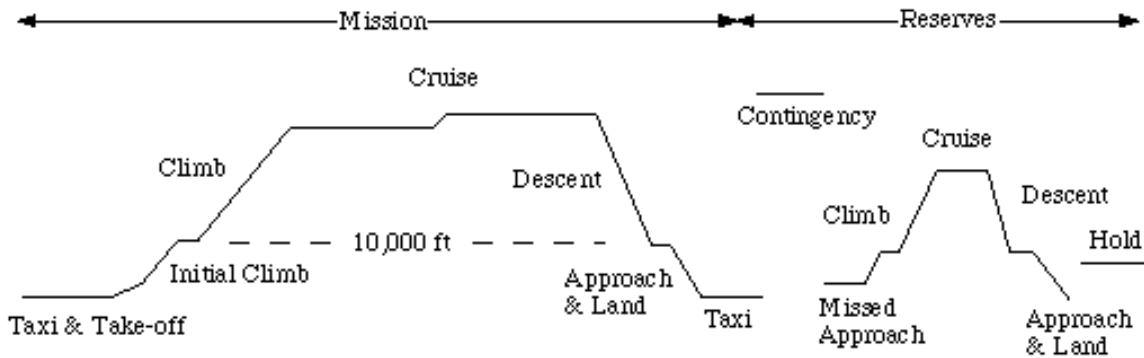 Mission
Reserves
Cruise
Contingency
Cruise
Climb
Descent
Climb
Descent
10,000 ft
Hold
Initial Climb
Approach
& Land
Taxi & Take-off
Taxi
Missed
Approach
Approach
& Land